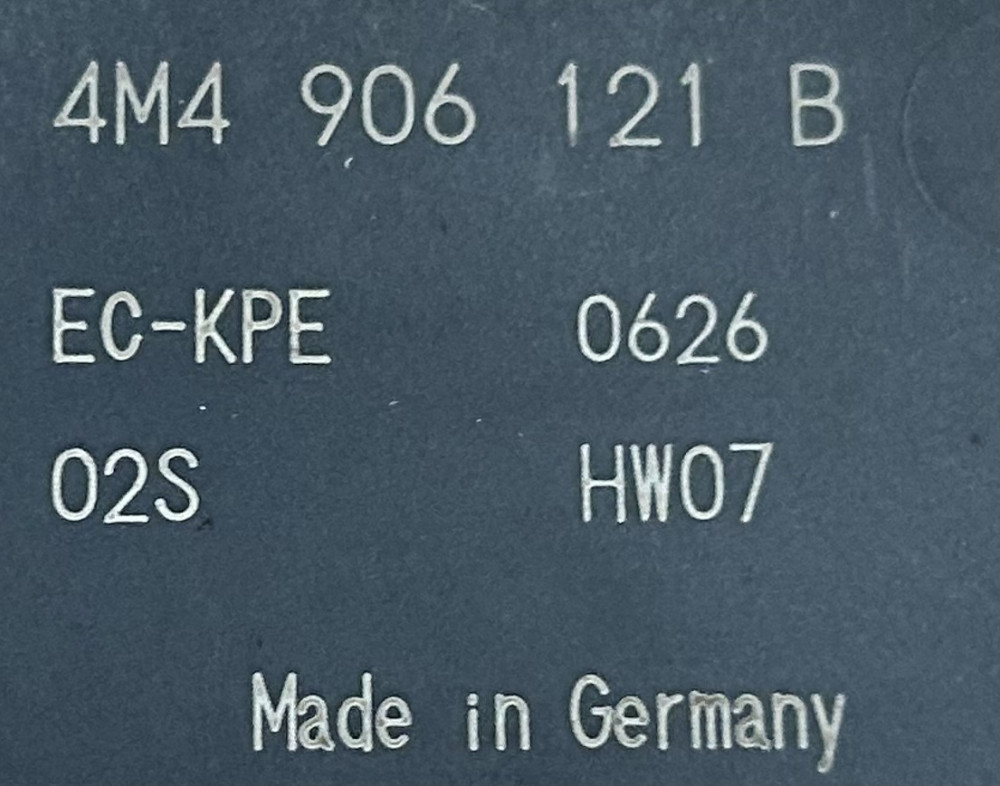 4M4 906 121 B
EC-KPE 0626
02S HW07
Made in Germany